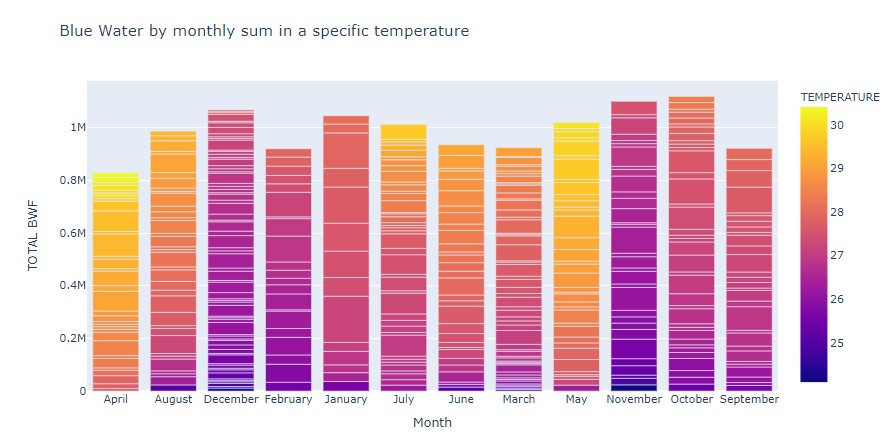 Blue Water by monthly sum in a specific temperature
TEMPERATURE
30
29
28
27
26
25
TOTAL BWF
1M
0.8M
0.6M
0.4M
0.2M
0
April August December February January July June March May November October September
Month